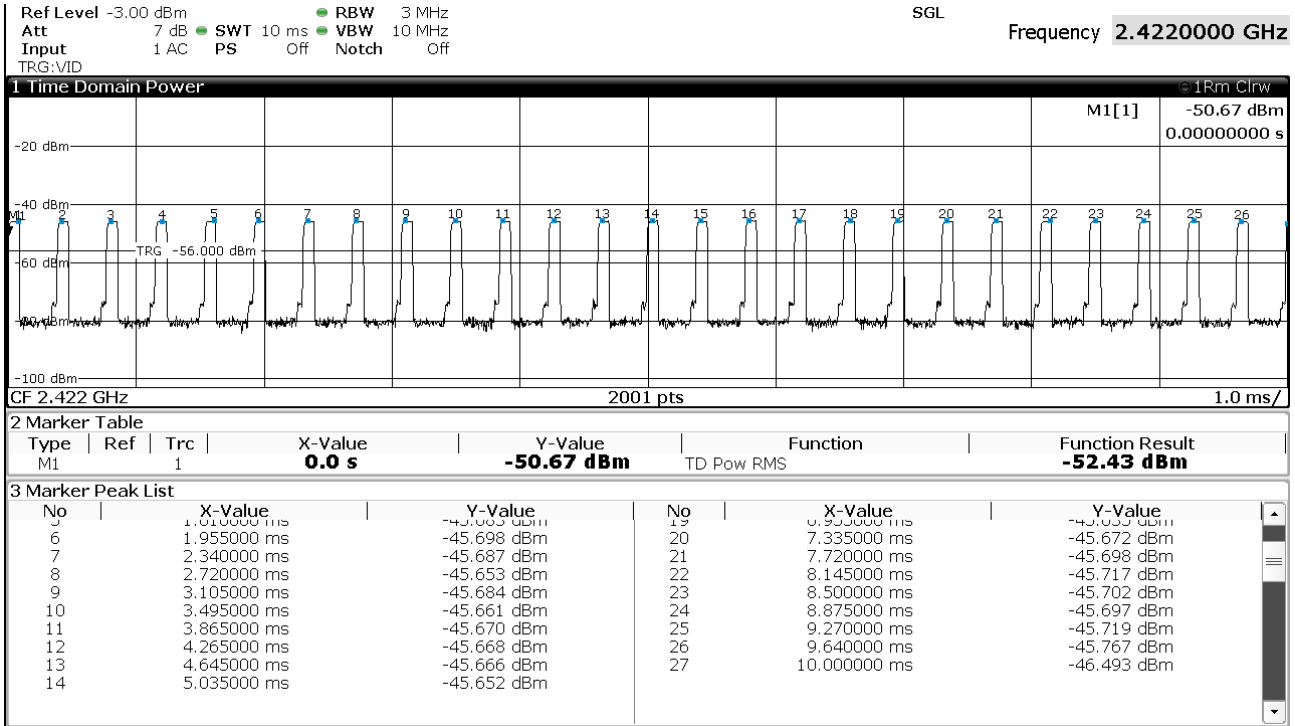 Ref Level -3.00 dBm RBW 3 MHz SGL
Att 7 dB SWT 10 ms VBW 10 MHz
Input 1 AC PS Off Notch Off
Frequency 2.4220000 GHz
TRG:VID
1 Time Domain Power 1Rm Clrw
M1[1] -50.67 dBm
0.00000000 s
-20 dBm
-40 dBm
M1 2 3 4 5 6 7 8 9 10 11 12 13 14 15 16 17 18 19 20 21 22 23 24 25 26
TRG -56.000 dBm
-60 dBm
-80 dBm
-100 dBm
CF 2.422 GHz 2001 pts 1.0 ms/
2 Marker Table
Type Ref Trc X-Value Y-Value Function Function Result
M1 1 0.0 s -50.67 dBm TD Pow RMS -52.43 dBm
3 Marker Peak List
No X-Value Y-Value No X-Value Y-Value
6 1.955000 ms -45.698 dBm 20 7.335000 ms -45.672 dBm
7 2.340000 ms -45.687 dBm 21 7.720000 ms -45.698 dBm
8 2.720000 ms -45.653 dBm 22 8.145000 ms -45.717 dBm
9 3.105000 ms -45.684 dBm 23 8.500000 ms -45.702 dBm
10 3.495000 ms -45.661 dBm 24 8.875000 ms -45.697 dBm
11 3.865000 ms -45.670 dBm 25 9.270000 ms -45.719 dBm
12 4.265000 ms -45.668 dBm 26 9.640000 ms -45.767 dBm
13 4.645000 ms -45.666 dBm 27 10.000000 ms -46.493 dBm
14 5.035000 ms -45.652 dBm